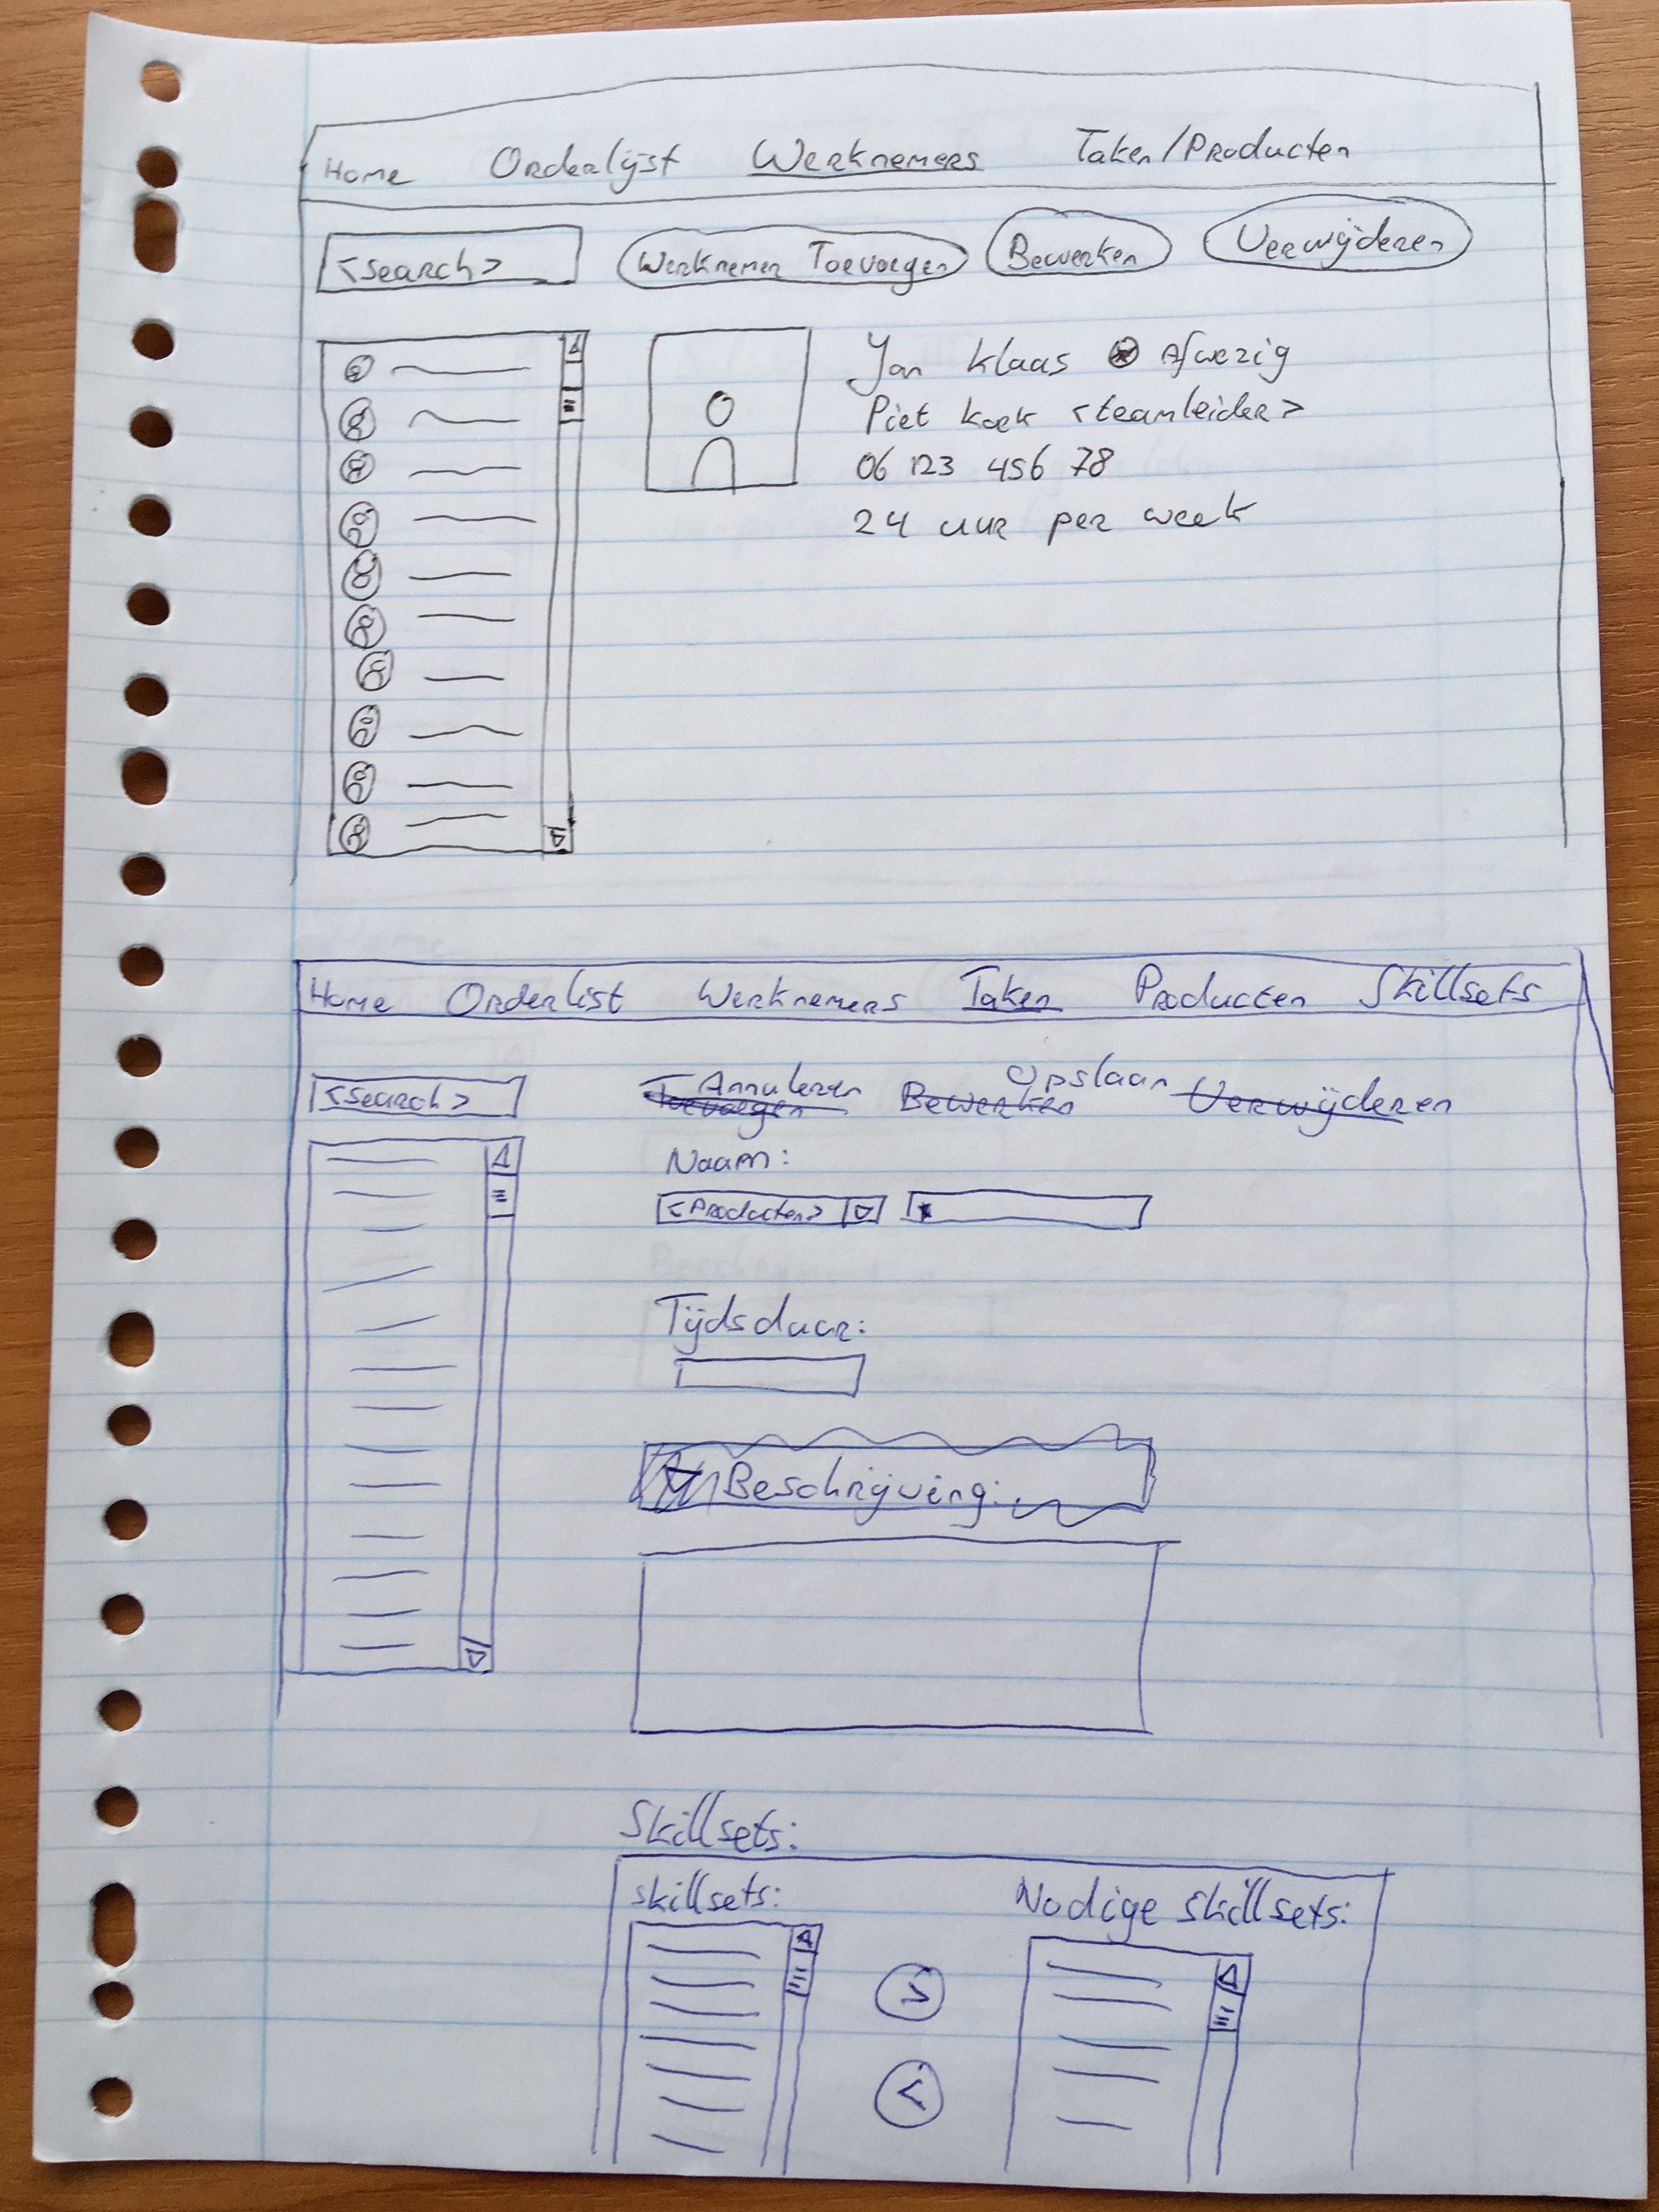 Home Orderlijst Werknemers Taken/Producten
<search> Werknemer Toevoegen Bewerken Verwijderen
Jan Klaas Afwezig
Piet Koek <teamleider>
06 123 456 78
24 uur per week
Home Orderlist Werknemers Taken Producten Skillsets
Annuleren Opslaan
<search> Toevoegen Bewerken Verwijderen
Naam:
<Producten>
Tijdsduur:
Beschrijving:
Skillsets:
skillsets: Nodige skillsets:
>
<